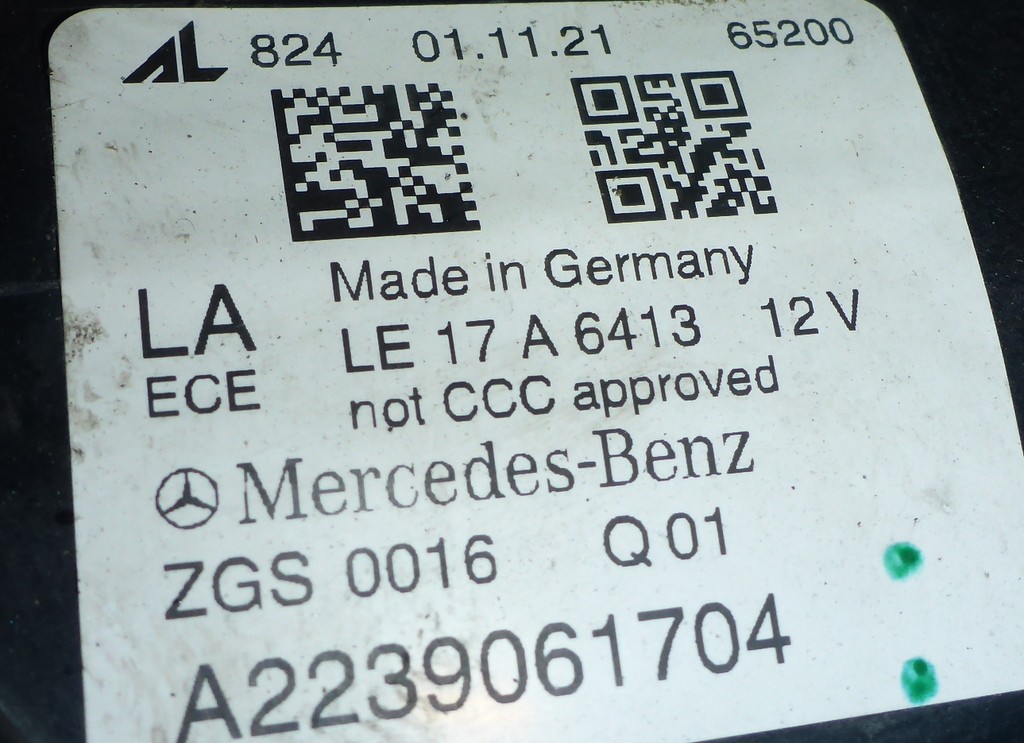 AL 824 01.11.21 65200
Made in Germany
LA LE 17 A 6413 12 V
ECE not CCC approved
Mercedes-Benz
ZGS 0016 Q 01
A2239061704